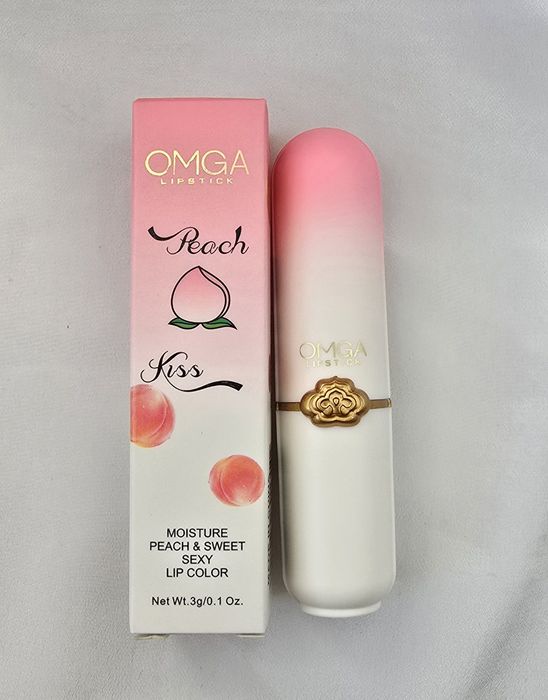 OMGA
LIPSTICK
Peach
Kiss
MOISTURE
PEACH & SWEET
SEXY
LIP COLOR
Net Wt.3g/0.1 Oz.
OMGA
LIPSTICK